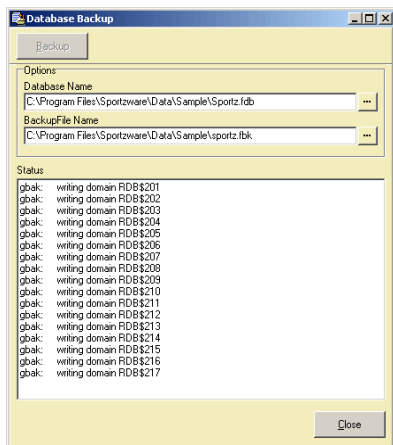 Database Backup
Backup
Options
Database Name
C:\Program Files\Sportzware\Data\Sample\Sportz.fdb
...
BackupFile Name
C:\Program Files\Sportzware\Data\Sample\sportz.fbk
...
Status
gbak: writing domain RDB$201
gbak: writing domain RDB$202
gbak: writing domain RDB$203
gbak: writing domain RDB$204
gbak: writing domain RDB$205
gbak: writing domain RDB$206
gbak: writing domain RDB$207
gbak: writing domain RDB$208
gbak: writing domain RDB$209
gbak: writing domain RDB$210
gbak: writing domain RDB$211
gbak: writing domain RDB$212
gbak: writing domain RDB$213
gbak: writing domain RDB$214
gbak: writing domain RDB$215
gbak: writing domain RDB$216
gbak: writing domain RDB$217
Close